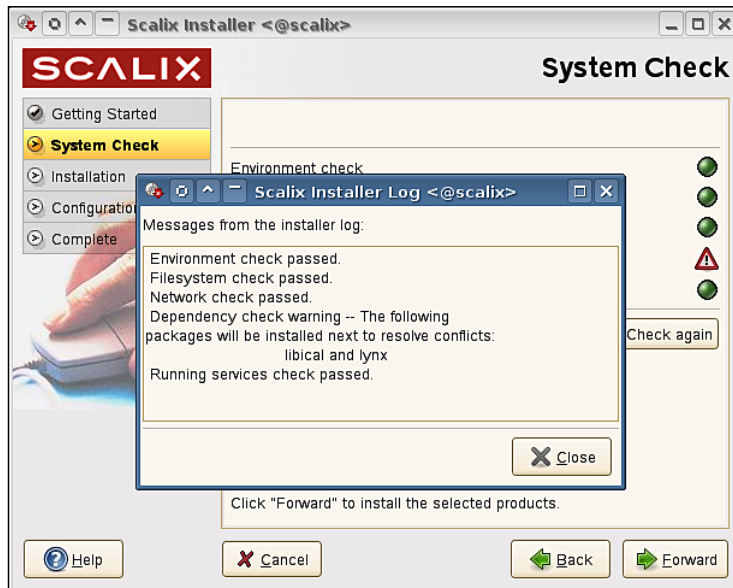 Scalix Installer <@scalix>
SCALIX
System Check
Getting Started
System Check
Installation
Configuration
Complete
Environment check
Scalix Installer Log <@scalix>
Messages from the installer log:
Environment check passed.
Filesystem check passed.
Network check passed.
Dependency check warning -- The following
packages will be installed next to resolve conflicts:
libical and lynx
Running services check passed.
Close
Check again
Click "Forward" to install the selected products.
Help
Cancel
Back
Forward